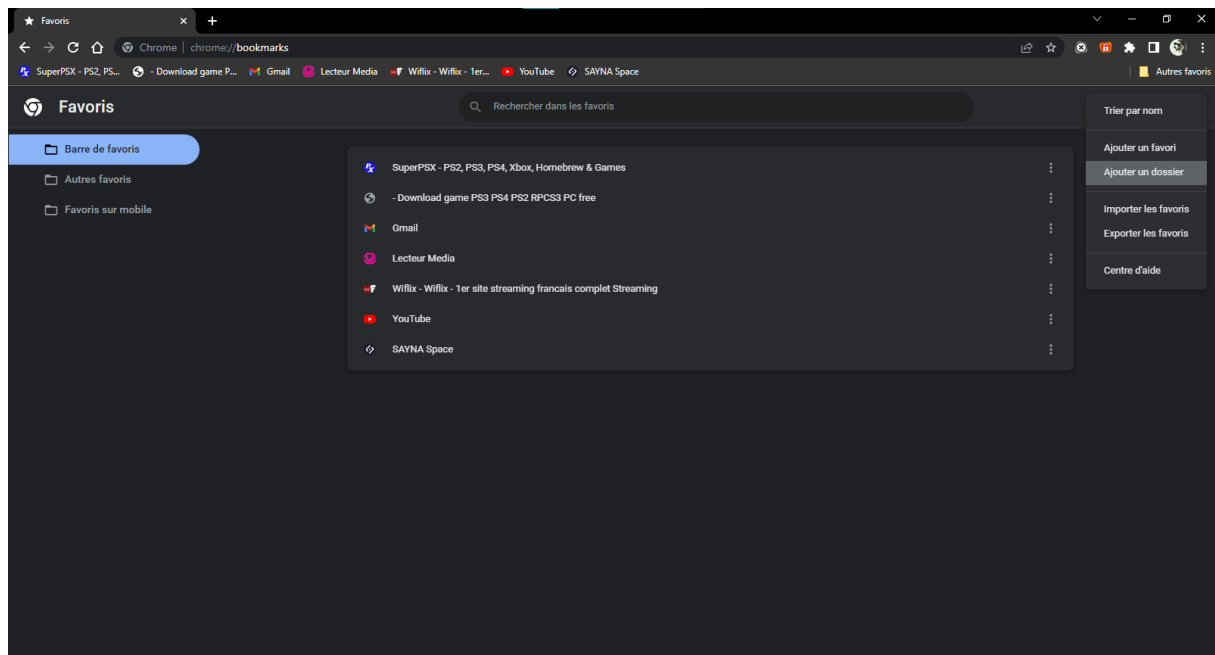 Favoris
Chrome | chrome://bookmarks
SuperPSX - PS2, PS... - Download game P... Gmail Lecteur Media Wiflix - Wiflix - 1er... YouTube SAYNA Space Autres favoris
Favoris
Rechercher dans les favoris
Barre de favoris
Autres favoris
Favoris sur mobile
SuperPSX - PS2, PS3, PS4, Xbox, Homebrew & Games
- Download game PS3 PS4 PS2 RPCS3 PC free
Gmail
Lecteur Media
Wiflix - Wiflix - 1er site streaming francais complet Streaming
YouTube
SAYNA Space
Trier par nom
Ajouter un favori
Ajouter un dossier
Importer les favoris
Exporter les favoris
Centre d'aide